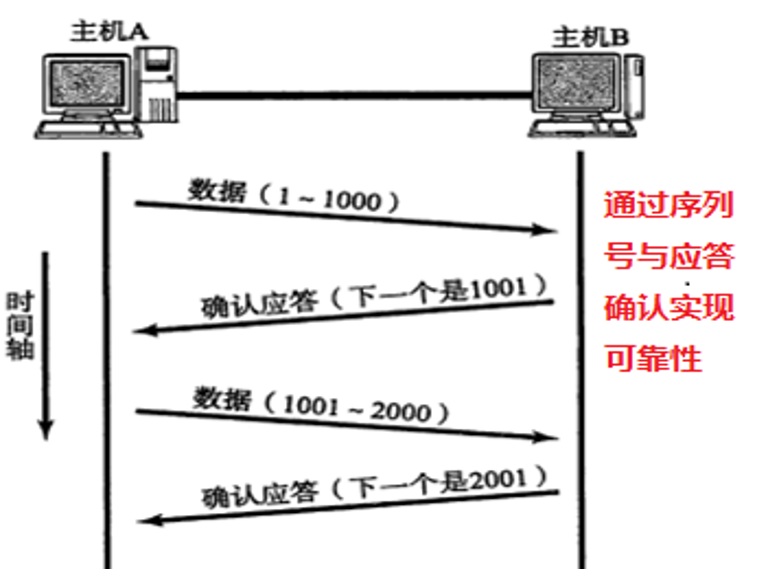 主机A
主机B
数据（1～1000）
通过序列
号与应答
确认实现
可靠性
确认应答（下一个是1001）
时间轴
数据（1001～2000）
确认应答（下一个是2001）